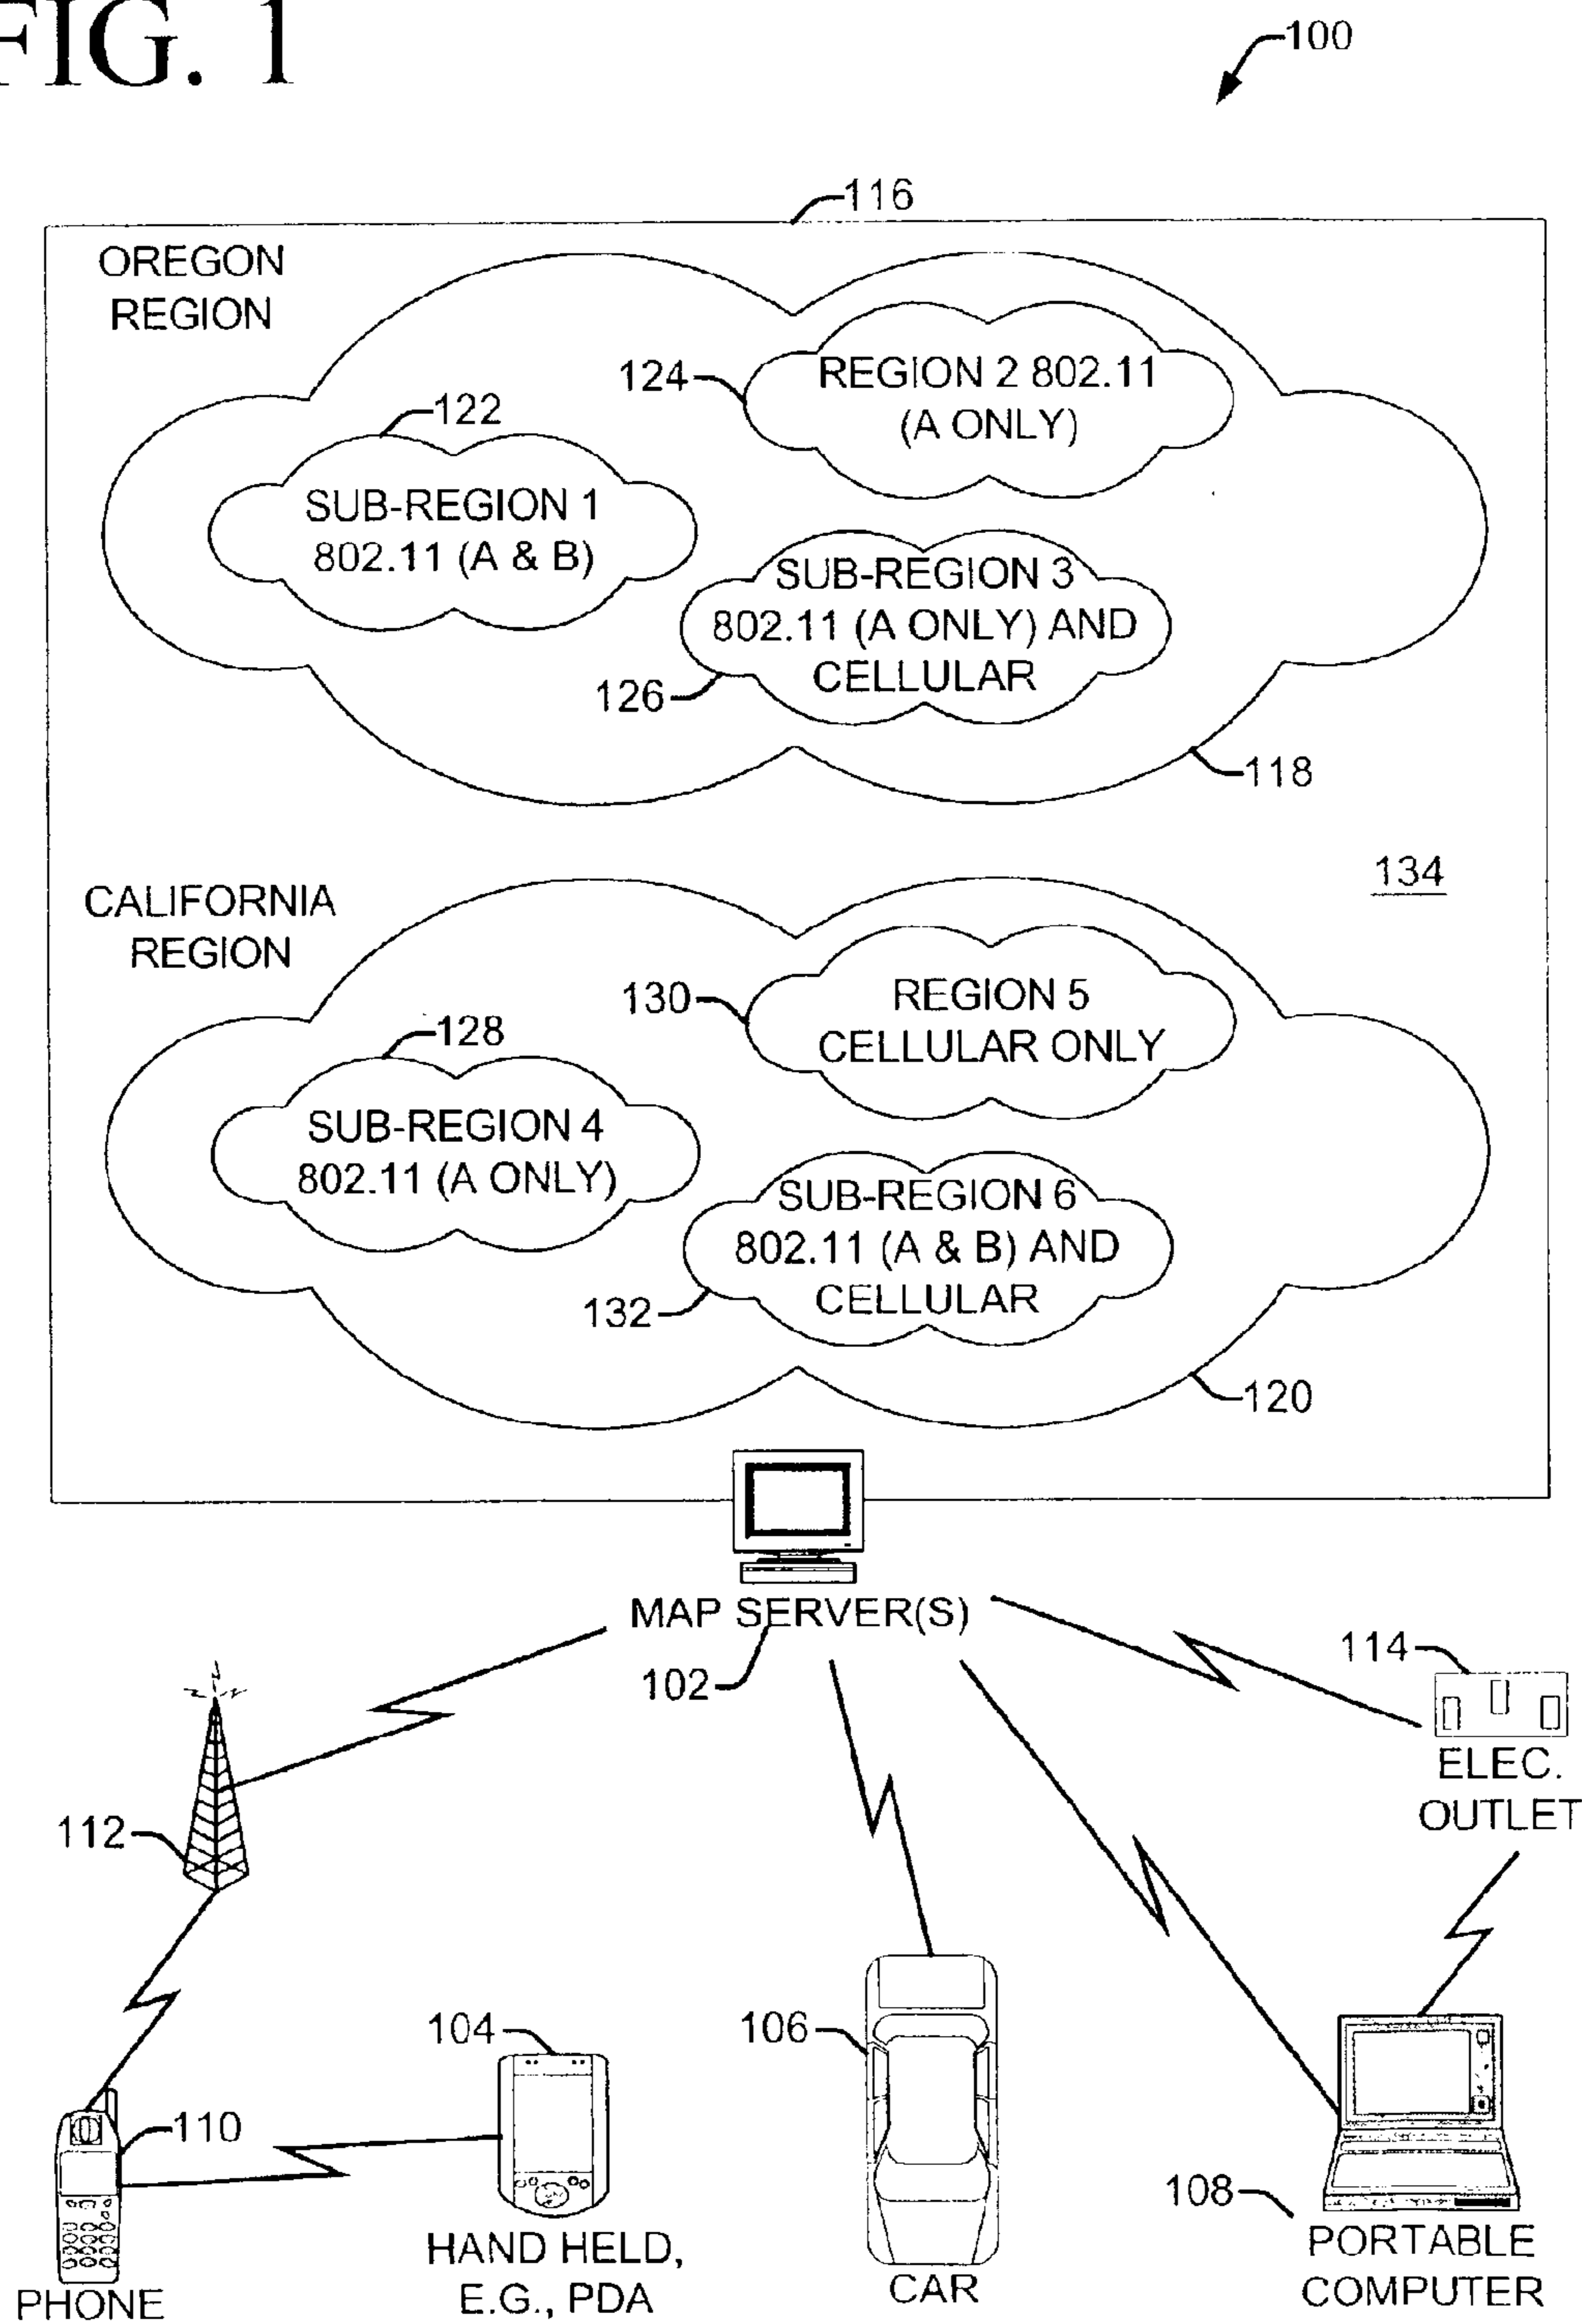 FIG. 1
100
116
OREGON
REGION
124
REGION 2 802.11
(A ONLY)
122
SUB-REGION 1
802.11 (A & B)
SUB-REGION 3
802.11 (A ONLY) AND
CELLULAR
126
118
134
CALIFORNIA
REGION
130
REGION 5
CELLULAR ONLY
128
SUB-REGION 4
802.11 (A ONLY)
SUB-REGION 6
802.11 (A & B) AND
CELLULAR
132
120
MAP SERVER(S)
102
114
ELEC.
OUTLET
112
104
106
110
108
HAND HELD,
E.G., PDA
CAR
PORTABLE
COMPUTER
PHONE